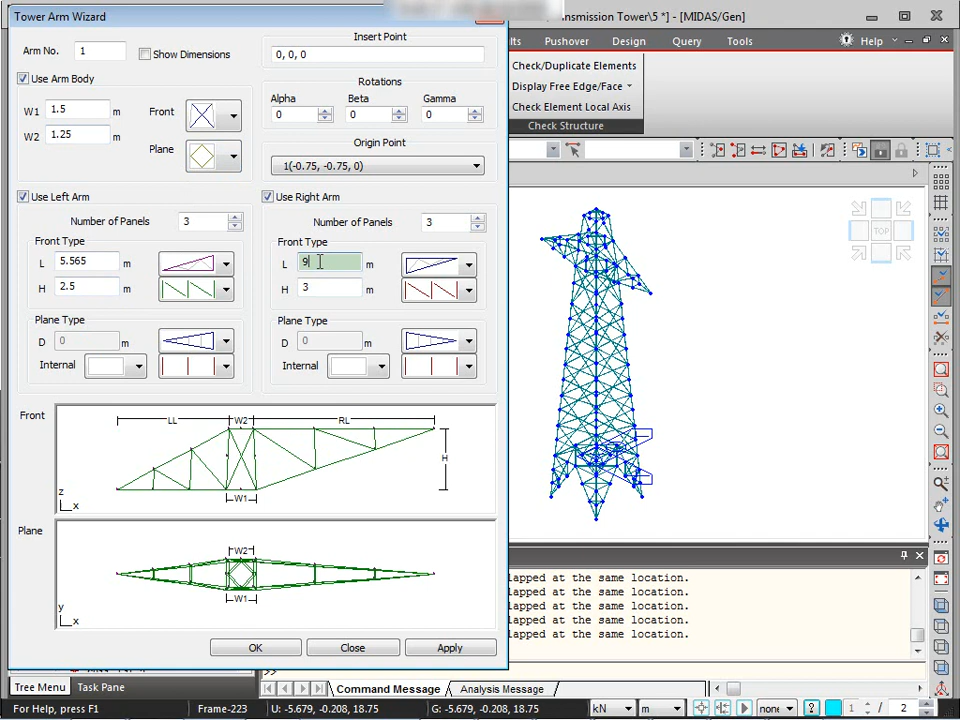 Tower Arm Wizard
nsmission Tower\5 *] - [MIDAS/Gen]
Arm No. 1
Show Dimensions
Insert Point
0, 0, 0
Use Arm Body
W1 1.5 m
W2 1.25 m
Front
Plane
Rotations
Alpha Beta Gamma
0 0 0
Origin Point
1(-0.75, -0.75, 0)
lts Pushover Design Query Tools Help
Check/Duplicate Elements
Display Free Edge/Face
Check Element Local Axis
Check Structure
Use Left Arm
Number of Panels 3
Front Type
L 5.565 m
H 2.5 m
Plane Type
D 0 m
Internal
Use Right Arm
Number of Panels 3
Front Type
L 9 m
H 3 m
Plane Type
D 0 m
Internal
TOP
Front
LL W2 RL
H
W1
z
x
Plane
W2
W1
y
x
OK Close Apply
lapped at the same location.
lapped at the same location.
lapped at the same location.
lapped at the same location.
lapped at the same location.
>>
Tree Menu Task Pane
Command Message Analysis Message
For Help, press F1 Frame-223 U: -5.679, -0.208, 18.75 G: -5.679, -0.208, 18.75 kN m none ? 1 / 2